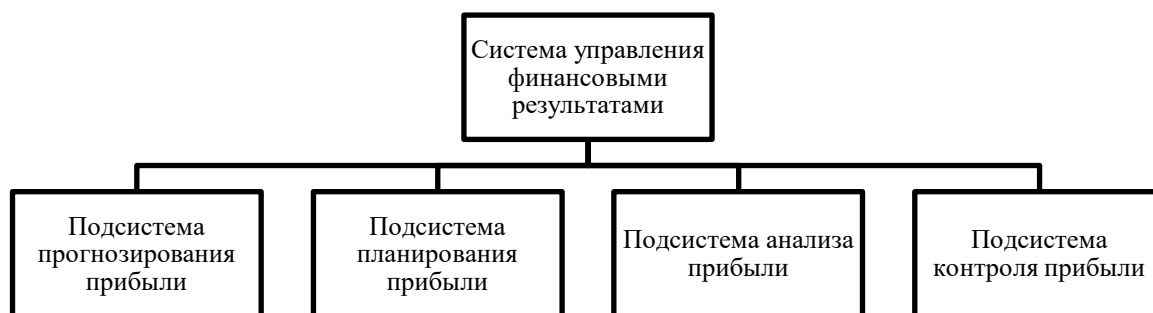 Система управления
финансовыми
результатами
Подсистема
прогнозирования
прибыли
Подсистема
планирования
прибыли
Подсистема анализа
прибыли
Подсистема
контроля прибыли